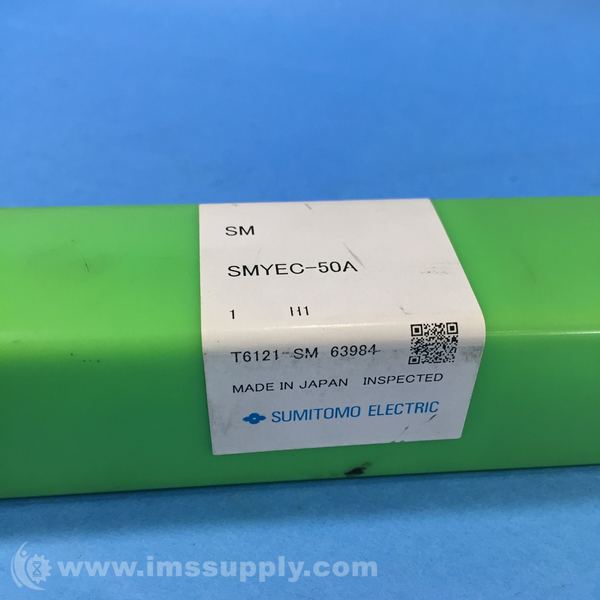 SM
SMYEC-50A
1 H1
T6121-SM 63984
MADE IN JAPAN INSPECTED
SUMITOMO ELECTRIC
www.imssupply.com